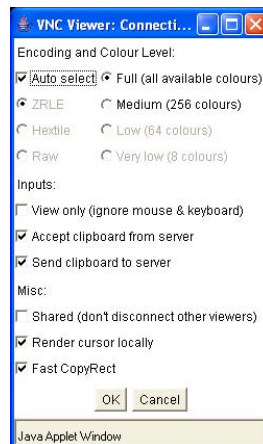 VNC Viewer: Connecti...
Encoding and Colour Level:
Auto select Full (all available colours)
ZRLE Medium (256 colours)
Hextile Low (64 colours)
Raw Very low (8 colours)
Inputs:
View only (ignore mouse & keyboard)
Accept clipboard from server
Send clipboard to server
Misc:
Shared (don't disconnect other viewers)
Render cursor locally
Fast CopyRect
OK Cancel
Java Applet Window